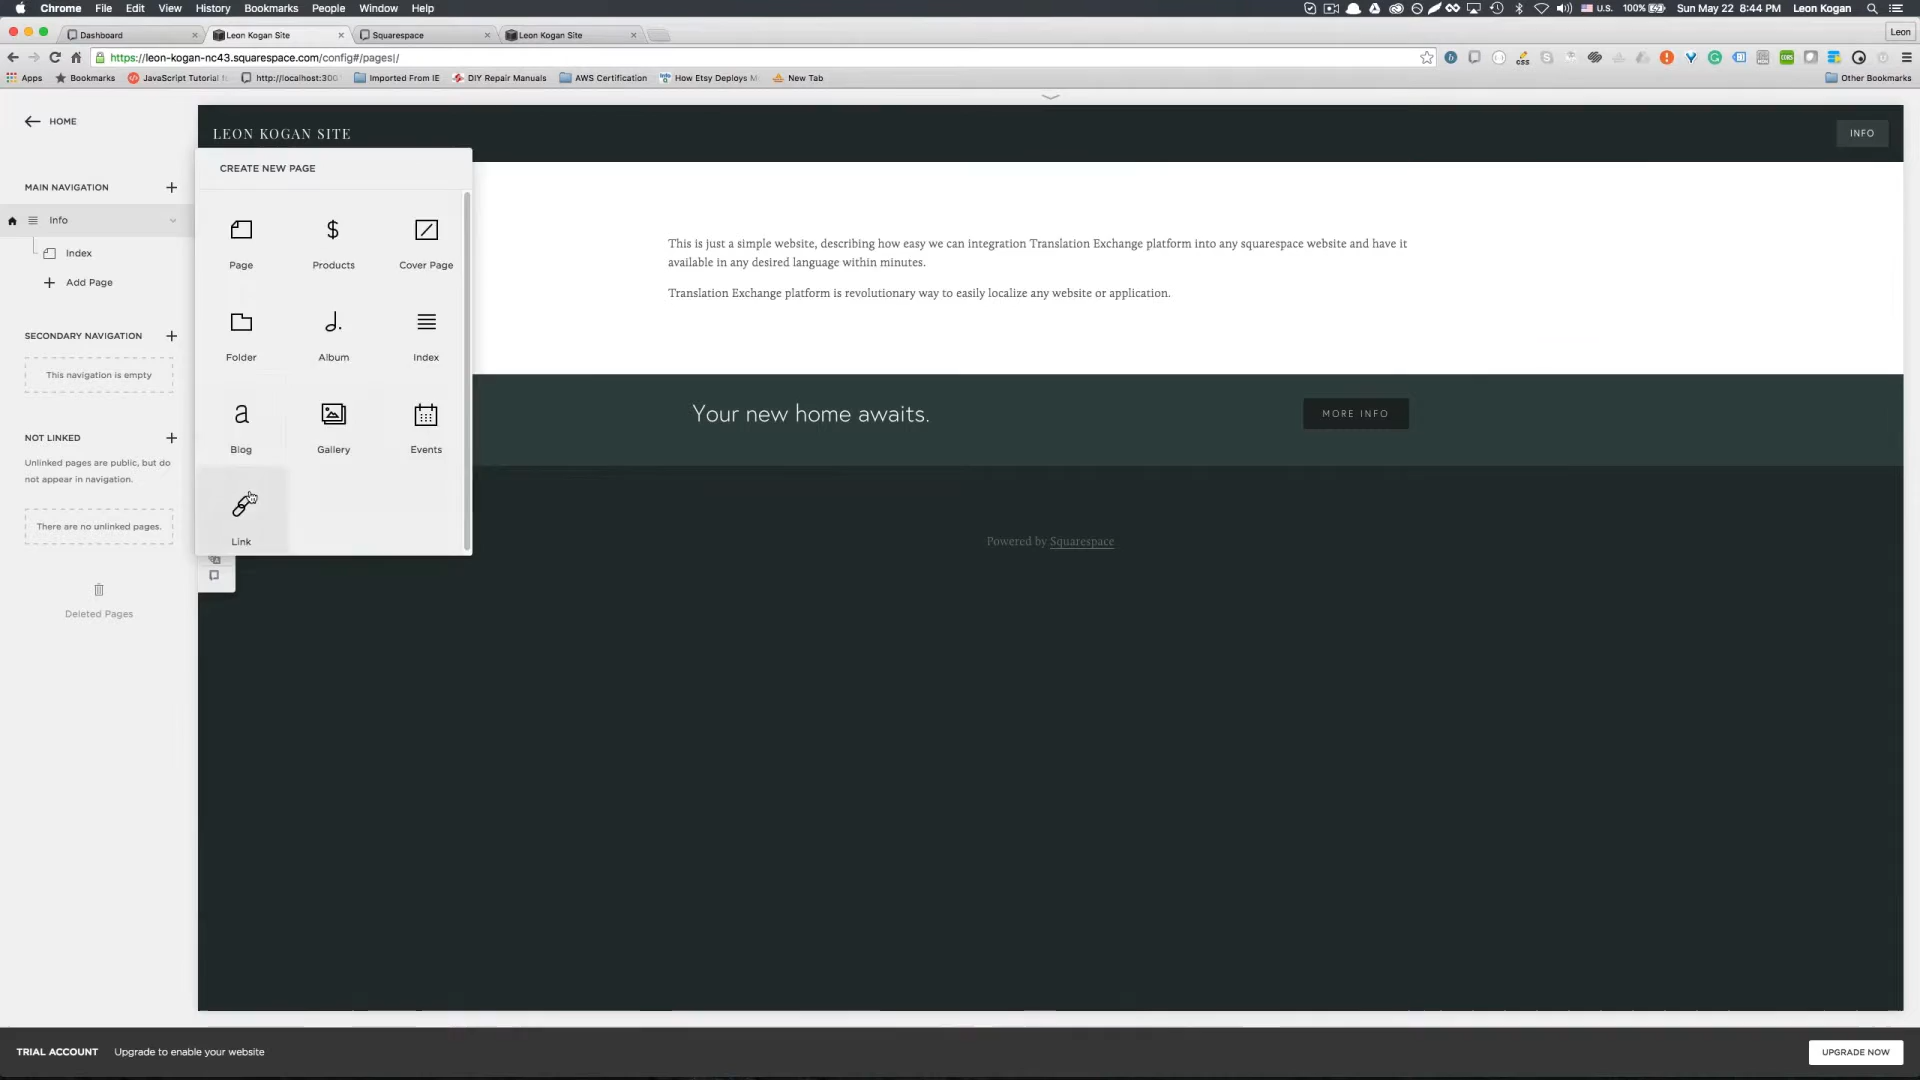 Chrome File Edit View History Bookmarks People Window Help
U.S. 100% Sun May 22 8:44 PM Leon Kogan
Dashboard
Leon Kogan Site
Squarespace
Leon Kogan Site
Leon
https://leon-kogan-nc43.squarespace.com/config#/pages|/
Apps Bookmarks JavaScript Tutorial http://localhost:300 Imported From IE DIY Repair Manuals AWS Certification How Etsy Deploys New Tab Other Bookmarks
HOME
MAIN NAVIGATION
Info
Index
Add Page
SECONDARY NAVIGATION
This navigation is empty
NOT LINKED
Unlinked pages are public, but do
not appear in navigation.
There are no unlinked pages.
Deleted Pages
LEON KOGAN SITE
INFO
CREATE NEW PAGE
Page Products Cover Page
Folder Album Index
Blog Gallery Events
Link
This is just a simple website, describing how easy we can integration Translation Exchange platform into any squarespace website and have it
available in any desired language within minutes.
Translation Exchange platform is revolutionary way to easily localize any website or application.
Your new home awaits.
MORE INFO
Powered by Squarespace
TRIAL ACCOUNT Upgrade to enable your website
UPGRADE NOW